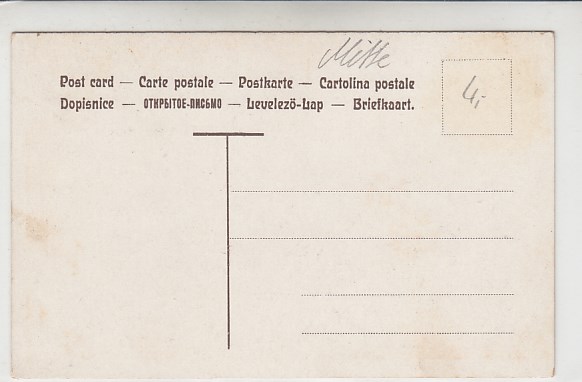 Mitte
Post card — Carte postale — Postkarte — Cartolina postale
Dopisnice — ОТКРЫТОЕ-ПИСЬМО — Levelezö-Lap — Briefkaart.
4,-